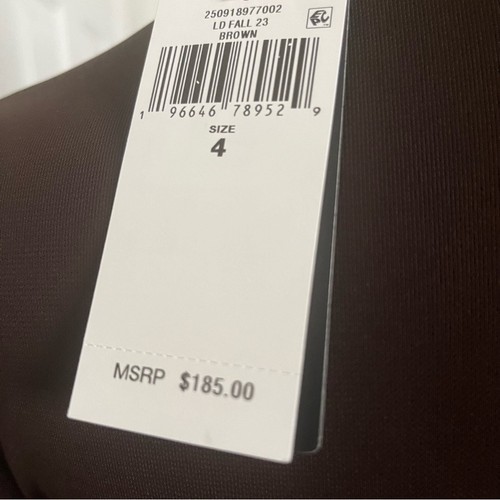 250918977002
LD FALL 23
BROWN
1 96646 78952 9
SIZE
4
MSRP $185.00